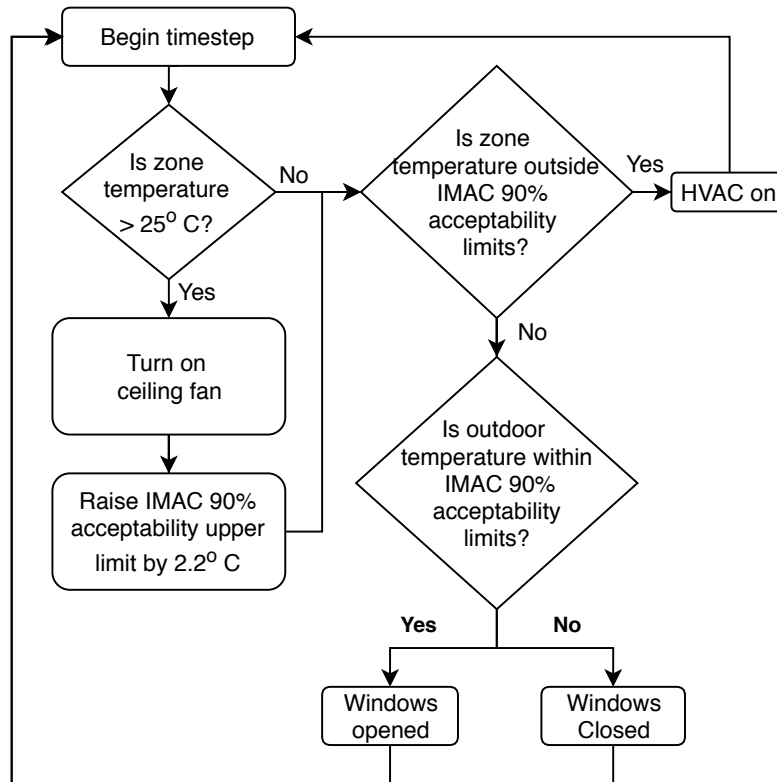 Begin timestep
Is zone
temperature
> 25º C?
No
Yes
Turn on
ceiling fan
Raise IMAC 90%
acceptability upper
limit by 2.2º C
Is zone
temperature outside
IMAC 90%
acceptability
limits?
Yes
HVAC on
No
Is outdoor
temperature within
IMAC 90%
acceptability
limits?
Yes
No
Windows
opened
Windows
Closed